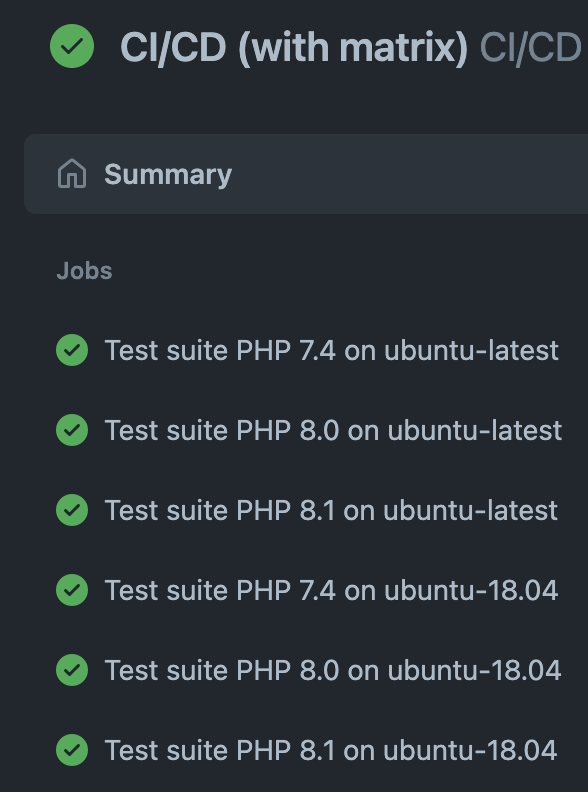 CI/CD (with matrix) CI/CD
Summary
Jobs
Test suite PHP 7.4 on ubuntu-latest
Test suite PHP 8.0 on ubuntu-latest
Test suite PHP 8.1 on ubuntu-latest
Test suite PHP 7.4 on ubuntu-18.04
Test suite PHP 8.0 on ubuntu-18.04
Test suite PHP 8.1 on ubuntu-18.04